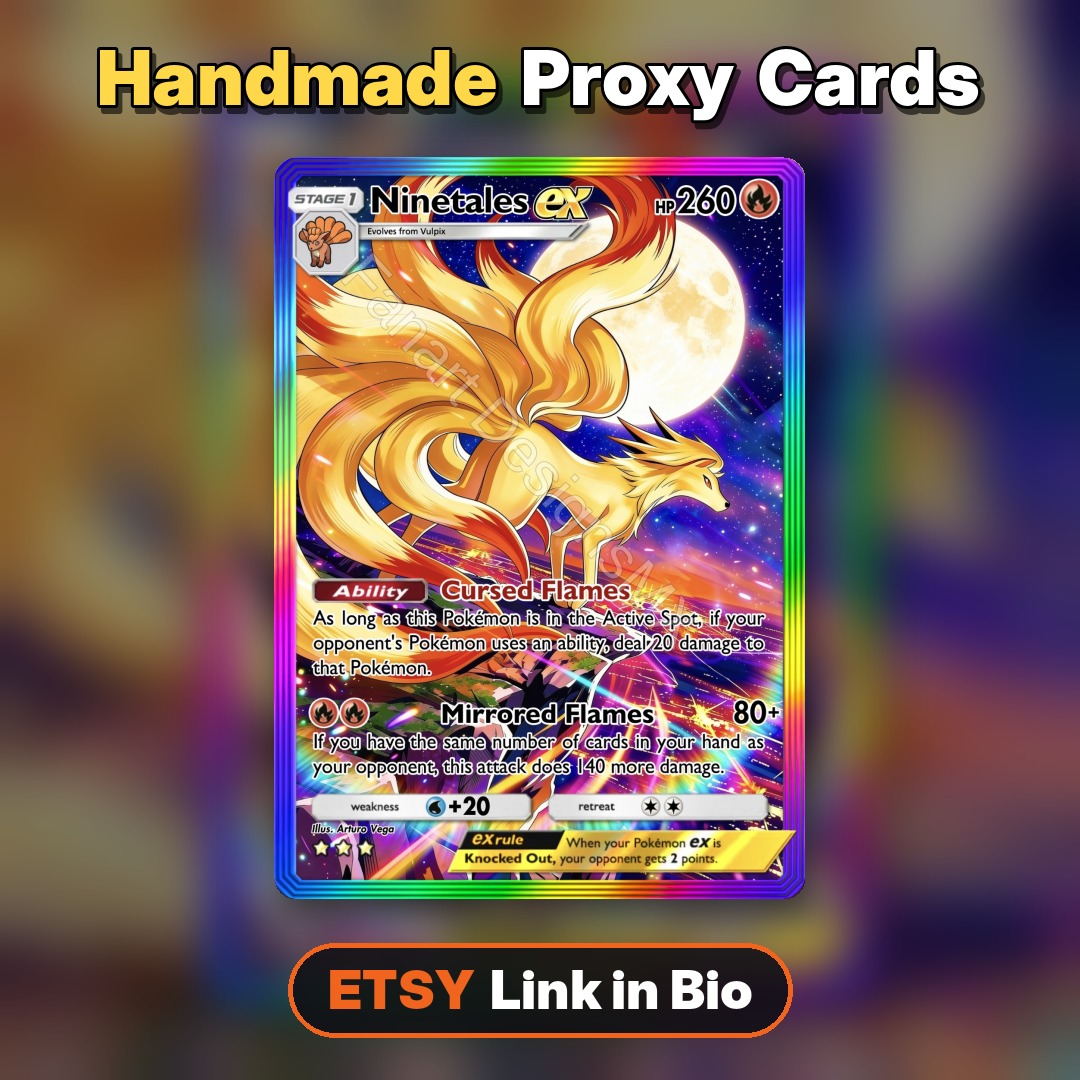 Handmade Proxy Cards
STAGE 1
Ninetales ex
HP 260
Evolves from Vulpix
Fanart DesignsMx
Ability Cursed Flames
As long as this Pokémon is in the Active Spot, if your
opponent's Pokémon uses an ability, deal 20 damage to
that Pokémon.
Mirrored Flames 80+
If you have the same number of cards in your hand as
your opponent, this attack does 140 more damage.
weakness +20 retreat
Illus. Arturo Vega
ex rule When your Pokémon ex is
Knocked Out, your opponent gets 2 points.
ETSY Link in Bio